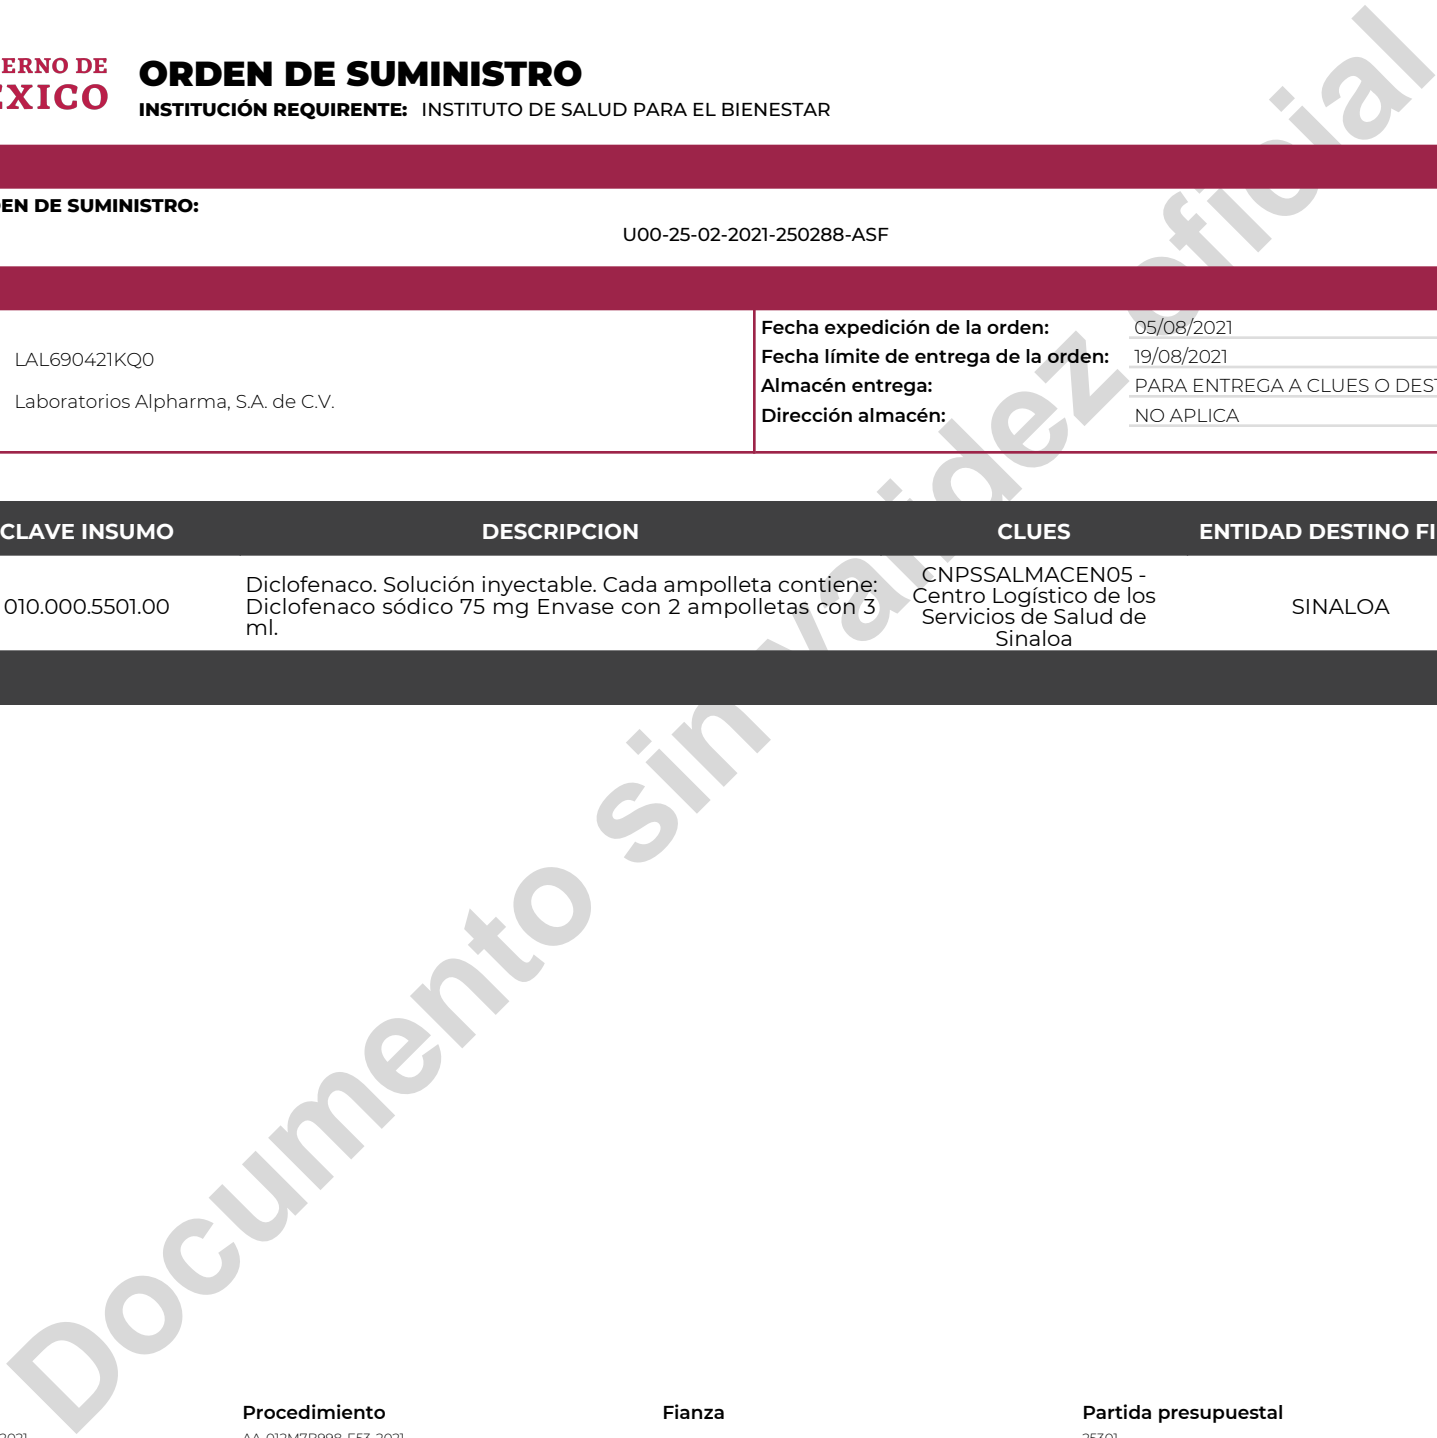 ERNO DE
ORDEN DE SUMINISTRO
EXICO
INSTITUCIÓN REQUIRENTE: INSTITUTO DE SALUD PARA EL BIENESTAR
EN DE SUMINISTRO:
U00-25-02-2021-250288-ASF
LAL690421KQ0
Laboratorios Alpharma, S.A. de C.V.
Fecha expedición de la orden: 05/08/2021
Fecha límite de entrega de la orden: 19/08/2021
Almacén entrega: PARA ENTREGA A CLUES O DEST
Dirección almacén: NO APLICA
CLAVE INSUMO DESCRIPCION CLUES ENTIDAD DESTINO FI
010.000.5501.00
Diclofenaco. Solución inyectable. Cada ampolleta contiene:
Diclofenaco sódico 75 mg Envase con 2 ampolletas con 3
ml.
CNPSSALMACEN05 -
Centro Logístico de los
Servicios de Salud de
Sinaloa
SINALOA
Documento sin validez oficial
Procedimiento Fianza Partida presupuestal